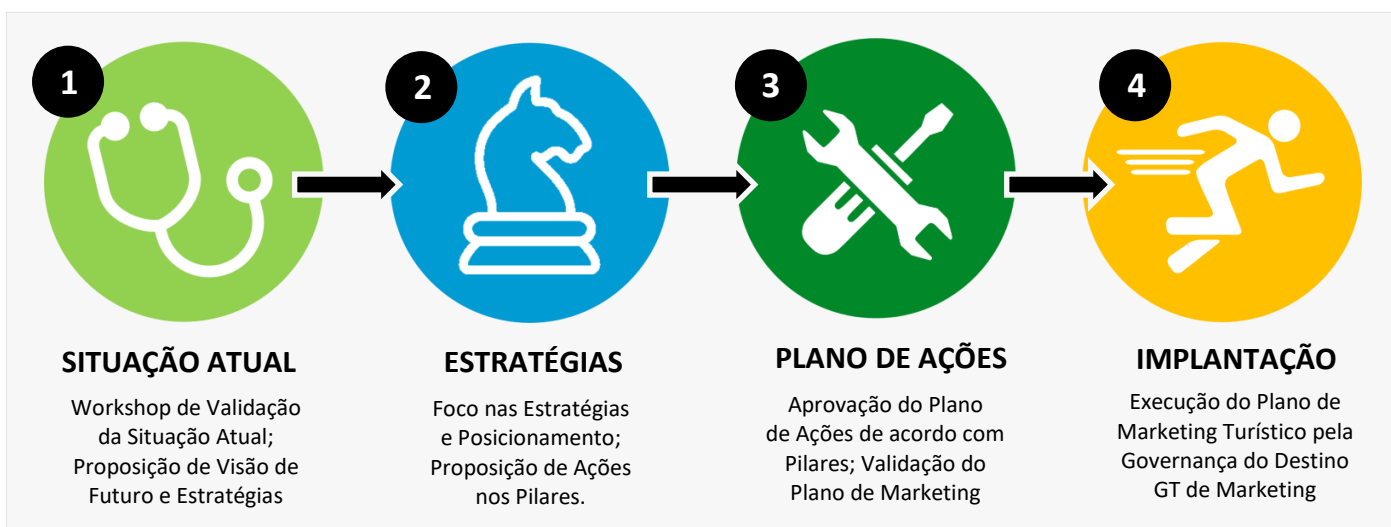 1
SITUAÇÃO ATUAL
Workshop de Validação
da Situação Atual;
Proposição de Visão de
Futuro e Estratégias
2
ESTRATÉGIAS
Foco nas Estratégias
e Posicionamento;
Proposição de Ações
nos Pilares.
3
PLANO DE AÇÕES
Aprovação do Plano
de Ações de acordo com
Pilares; Validação do
Plano de Marketing
4
IMPLANTAÇÃO
Execução do Plano de
Marketing Turístico pela
Governança do Destino
GT de Marketing